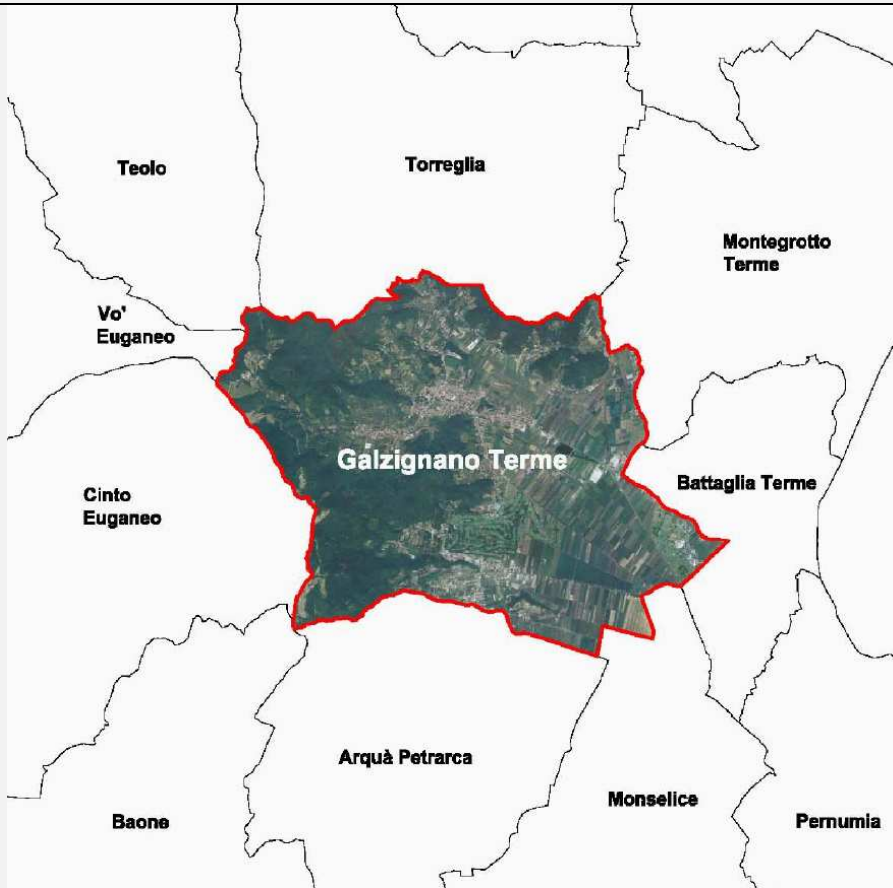 Teolo
Torreglia
Montegrotto
Terme
Vo'
Euganeo
Galzignano Terme
Battaglia Terme
Cinto
Euganeo
Arquà Petrarca
Monselice
Baone
Pernumia